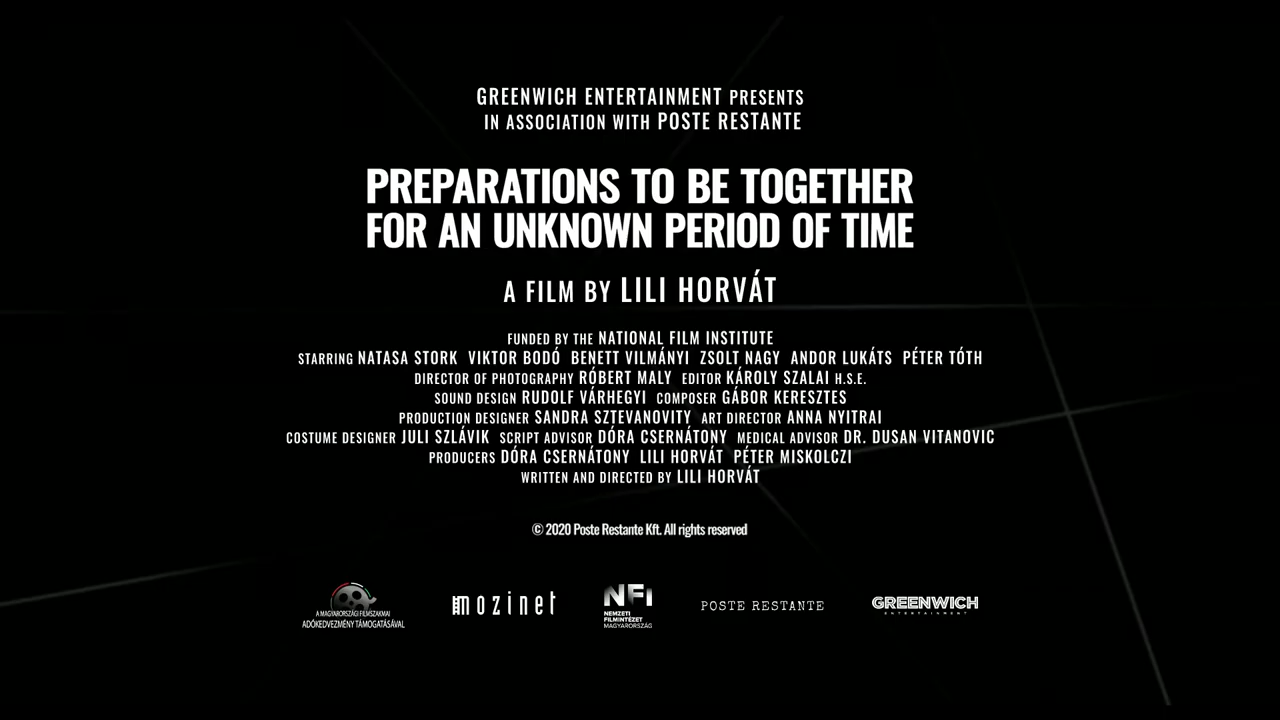 GREENWICH ENTERTAINMENT PRESENTS
IN ASSOCIATION WITH POSTE RESTANTE
PREPARATIONS TO BE TOGETHER
FOR AN UNKNOWN PERIOD OF TIME
A FILM BY LILI HORVÁT
FUNDED BY THE NATIONAL FILM INSTITUTE
STARRING NATASA STORK VIKTOR BODÓ BENETT VILMÁNYI ZSOLT NAGY ANDOR LUKÁTS PÉTER TÓTH
DIRECTOR OF PHOTOGRAPHY RÓBERT MALY EDITOR KÁROLY SZALAI H.S.E.
SOUND DESIGN RUDOLF VÁRHEGYI COMPOSER GÁBOR KERESZTES
PRODUCTION DESIGNER SANDRA SZTEVANOVITY ART DIRECTOR ANNA NYITRAI
COSTUME DESIGNER JULI SZLÁVIK SCRIPT ADVISOR DÓRA CSERNÁTONY MEDICAL ADVISOR DR. DUSAN VITANOVIC
PRODUCERS DÓRA CSERNÁTONY LILI HORVÁT PÉTER MISKOLCZI
WRITTEN AND DIRECTED BY LILI HORVÁT
© 2020 Poste Restante Kft. All rights reserved
A MAGYARORSZÁGI FILMSZAKMAI
ADÓKEDVEZMÉNY TÁMOGATÁSÁVAL
mozinet
NFI
NEMZETI
FILMINTÉZET
MAGYARORSZÁG
POSTE RESTANTE
GREENWICH
ENTERTAINMENT